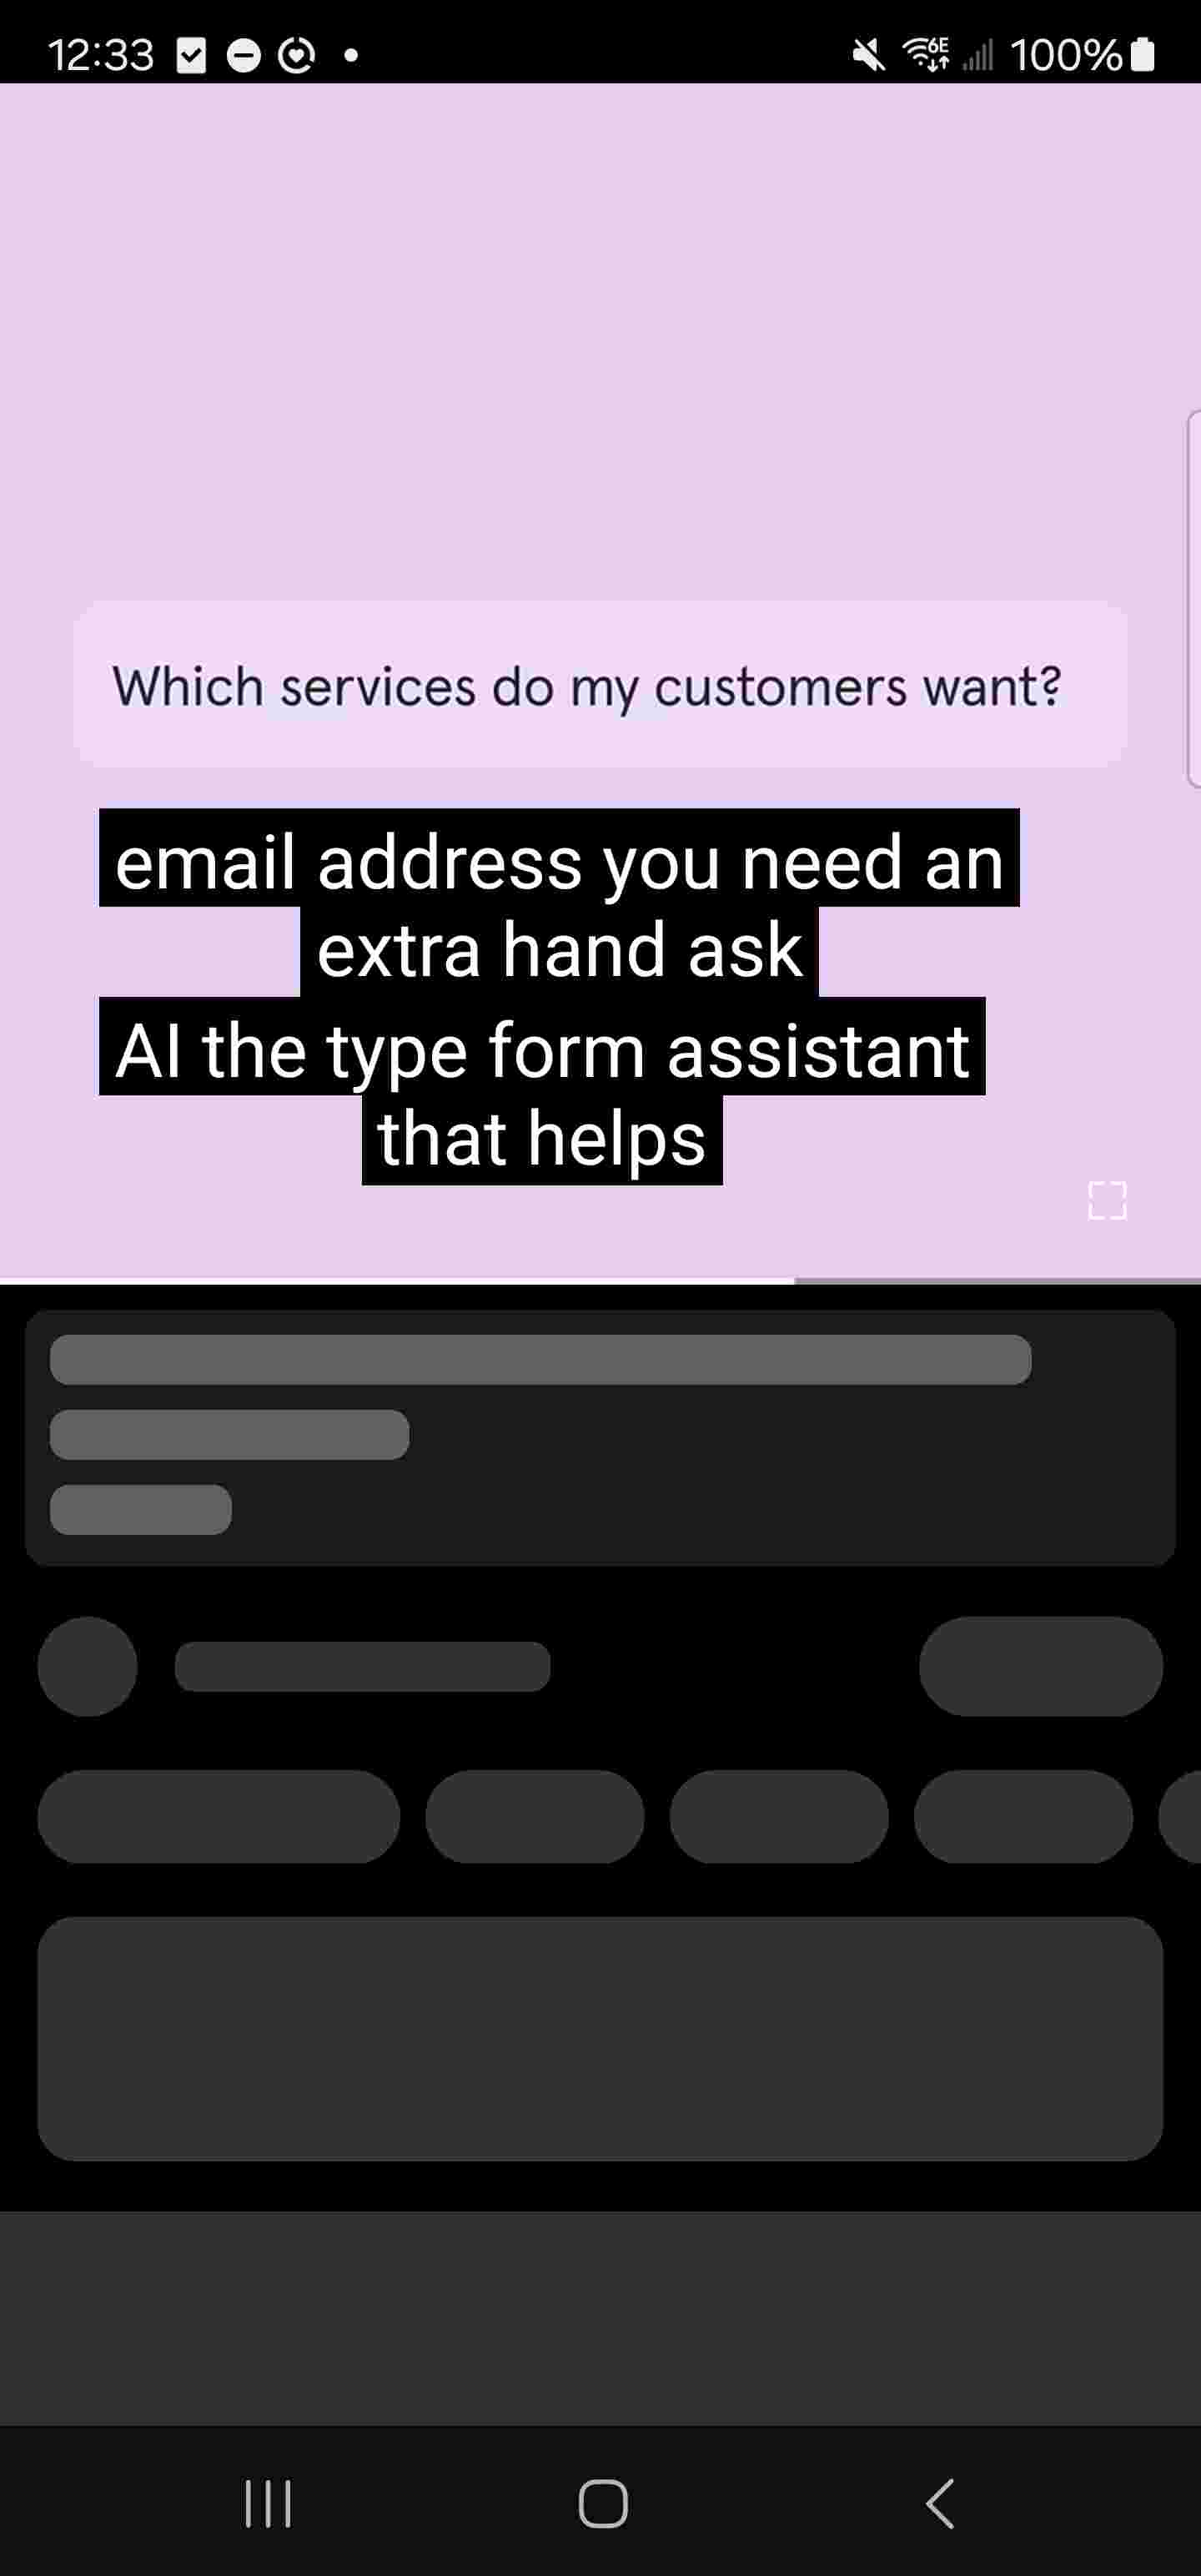 12:33
6E
100%
Which services do my customers want?
email address you need an
extra hand ask
AI the type form assistant
that helps